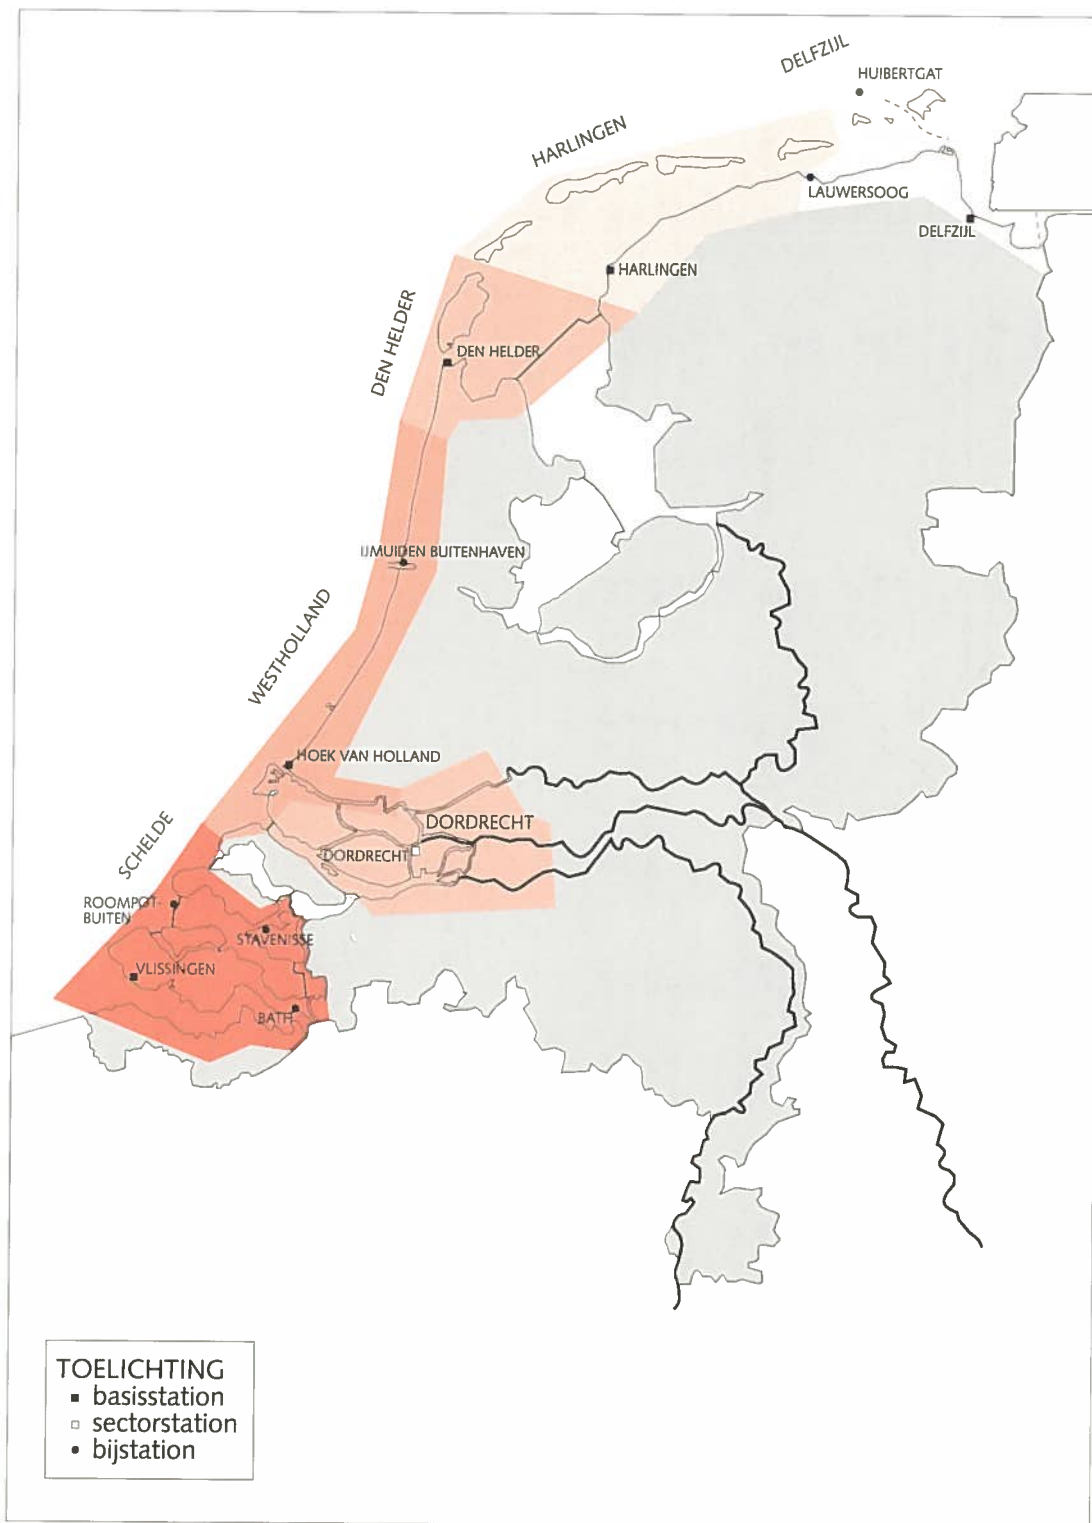 DELFZIJL
HUIBERTGAT
HARLINGEN
LAUWERSOOG
DELFZIJL
HARLINGEN
DEN HELDER
DEN HELDER
IJMUIDEN BUITENHAVEN
WESTHOLLAND
HOEK VAN HOLLAND
DORDRECHT
SCHELDE
DORDRECHT
ROOMPOT-
BUITEN
STAVENISSE
VLISSINGEN
BATH
TOELICHTING
basisstation
sectorstation
bijstation